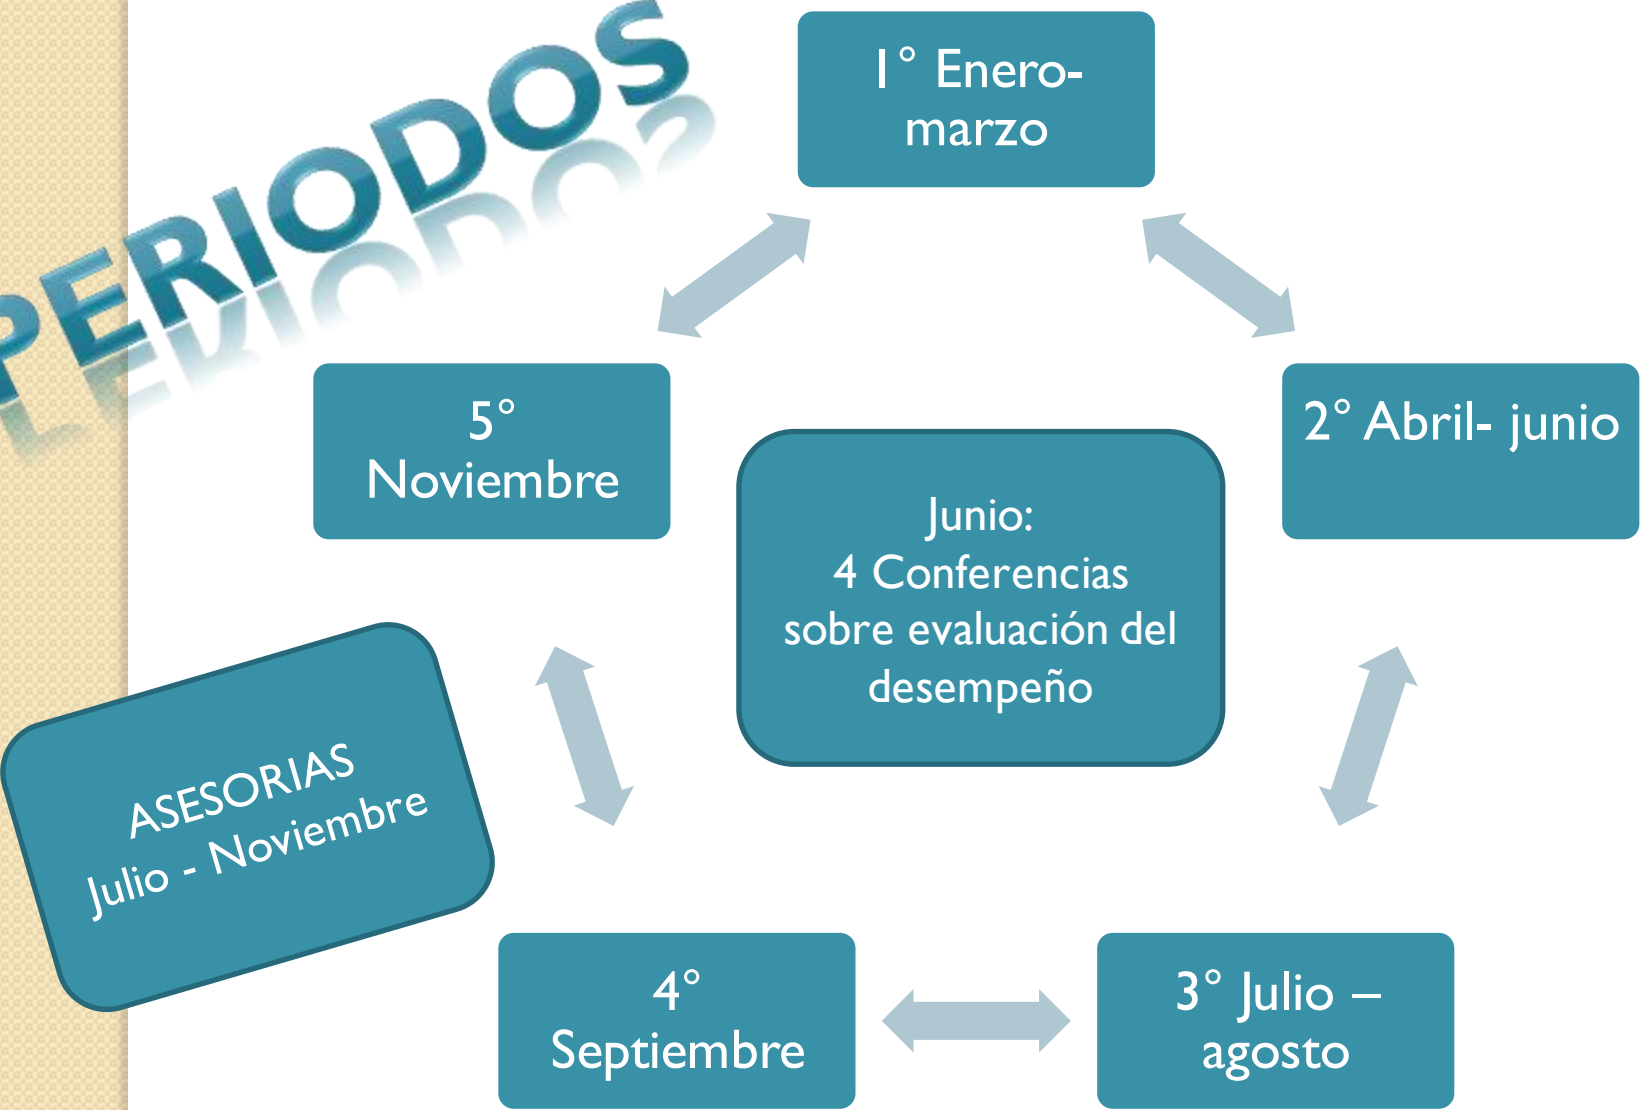 PERIODOS
1° Enero-
marzo
2° Abril- junio
5°
Noviembre
Junio:
4 Conferencias
sobre evaluación del
desempeño
ASESORIAS
Julio - Noviembre
4°
Septiembre
3° Julio –
agosto